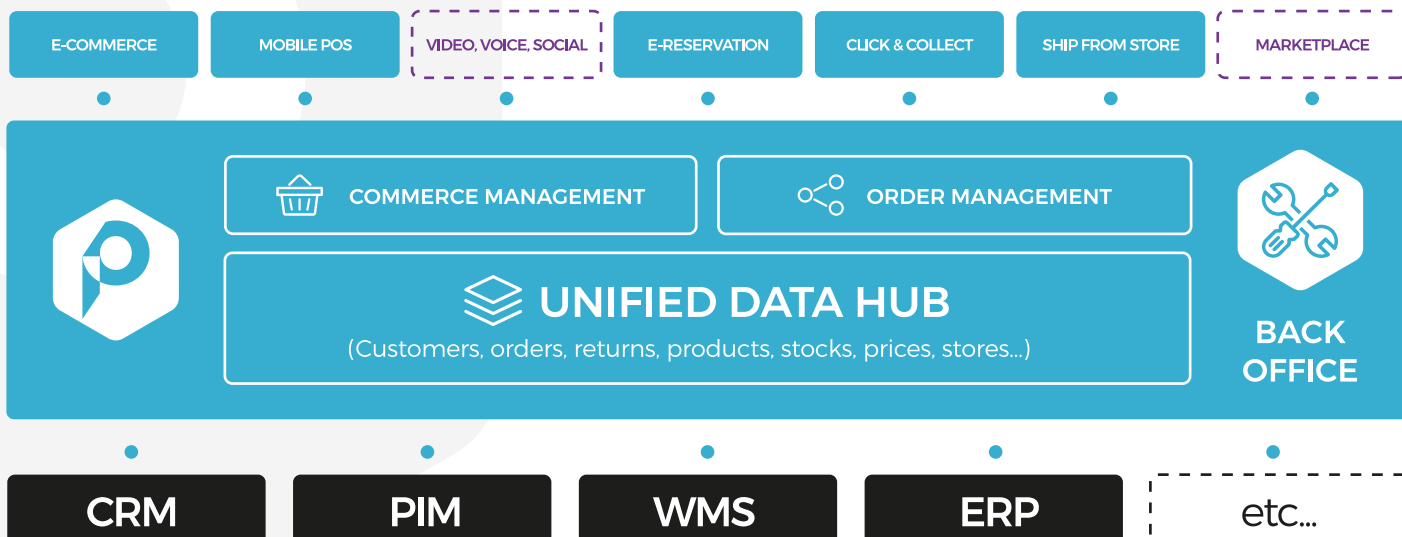 E-COMMERCE
MOBILE POS
VIDEO, VOICE, SOCIAL
E-RESERVATION
CLICK & COLLECT
SHIP FROM STORE
MARKETPLACE
COMMERCE MANAGEMENT
ORDER MANAGEMENT
UNIFIED DATA HUB
(Customers, orders, returns, products, stocks, prices, stores...)
BACK
OFFICE
CRM
PIM
WMS
ERP
etc...